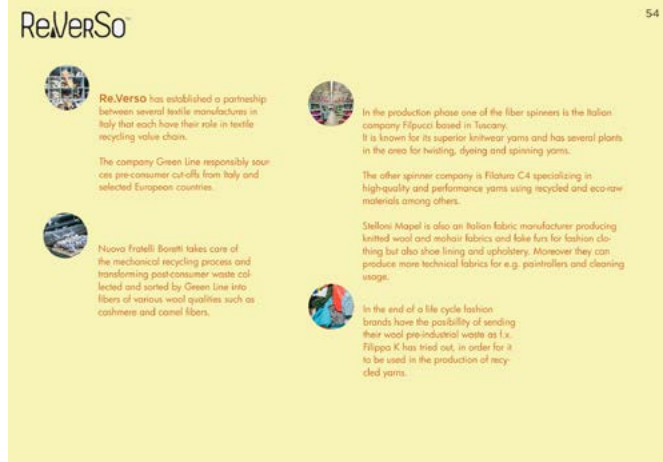 Re.VerSo™
54
Re.Verso has established a partneship
between several textile manufactures in
Italy that each have their role in textile
recycling value chain.
The company Green Line responsibly sour-
ces pre-consumer cut-offs from Italy and
selected European countries.
Nuova Fratelli Boretti takes care of
the mechanical recycling process and
transforming post-consumer waste col-
lected and sorted by Green Line into
fibers of various wool qualities such as
cashmere and camel fibers.
In the production phase one of the fiber spinners is the Italian
company Filpucci based in Tuscany.
It is known for its superior knitwear yarns and has several plants
in the area for twisting, dyeing and spinning yarns.
The other spinner company is Filatura C4 specializing in
high-quality and performance yarns using recycled and eco-raw
materials among others.
Stelloni Mapel is also an Italian fabric manufacturer producing
knitted wool and mohair fabrics and fake furs for fashion clo-
thing but also shoe lining and upholstery. Moreover they can
produce more technical fabrics for e.g. paintrollers and cleaning
usage.
In the end of a life cycle fashion
brands have the posibillity of sending
their wool pre-industrial waste as f.x.
Filippa K has tried out, in order for it
to be used in the production of recy-
cled yarns.